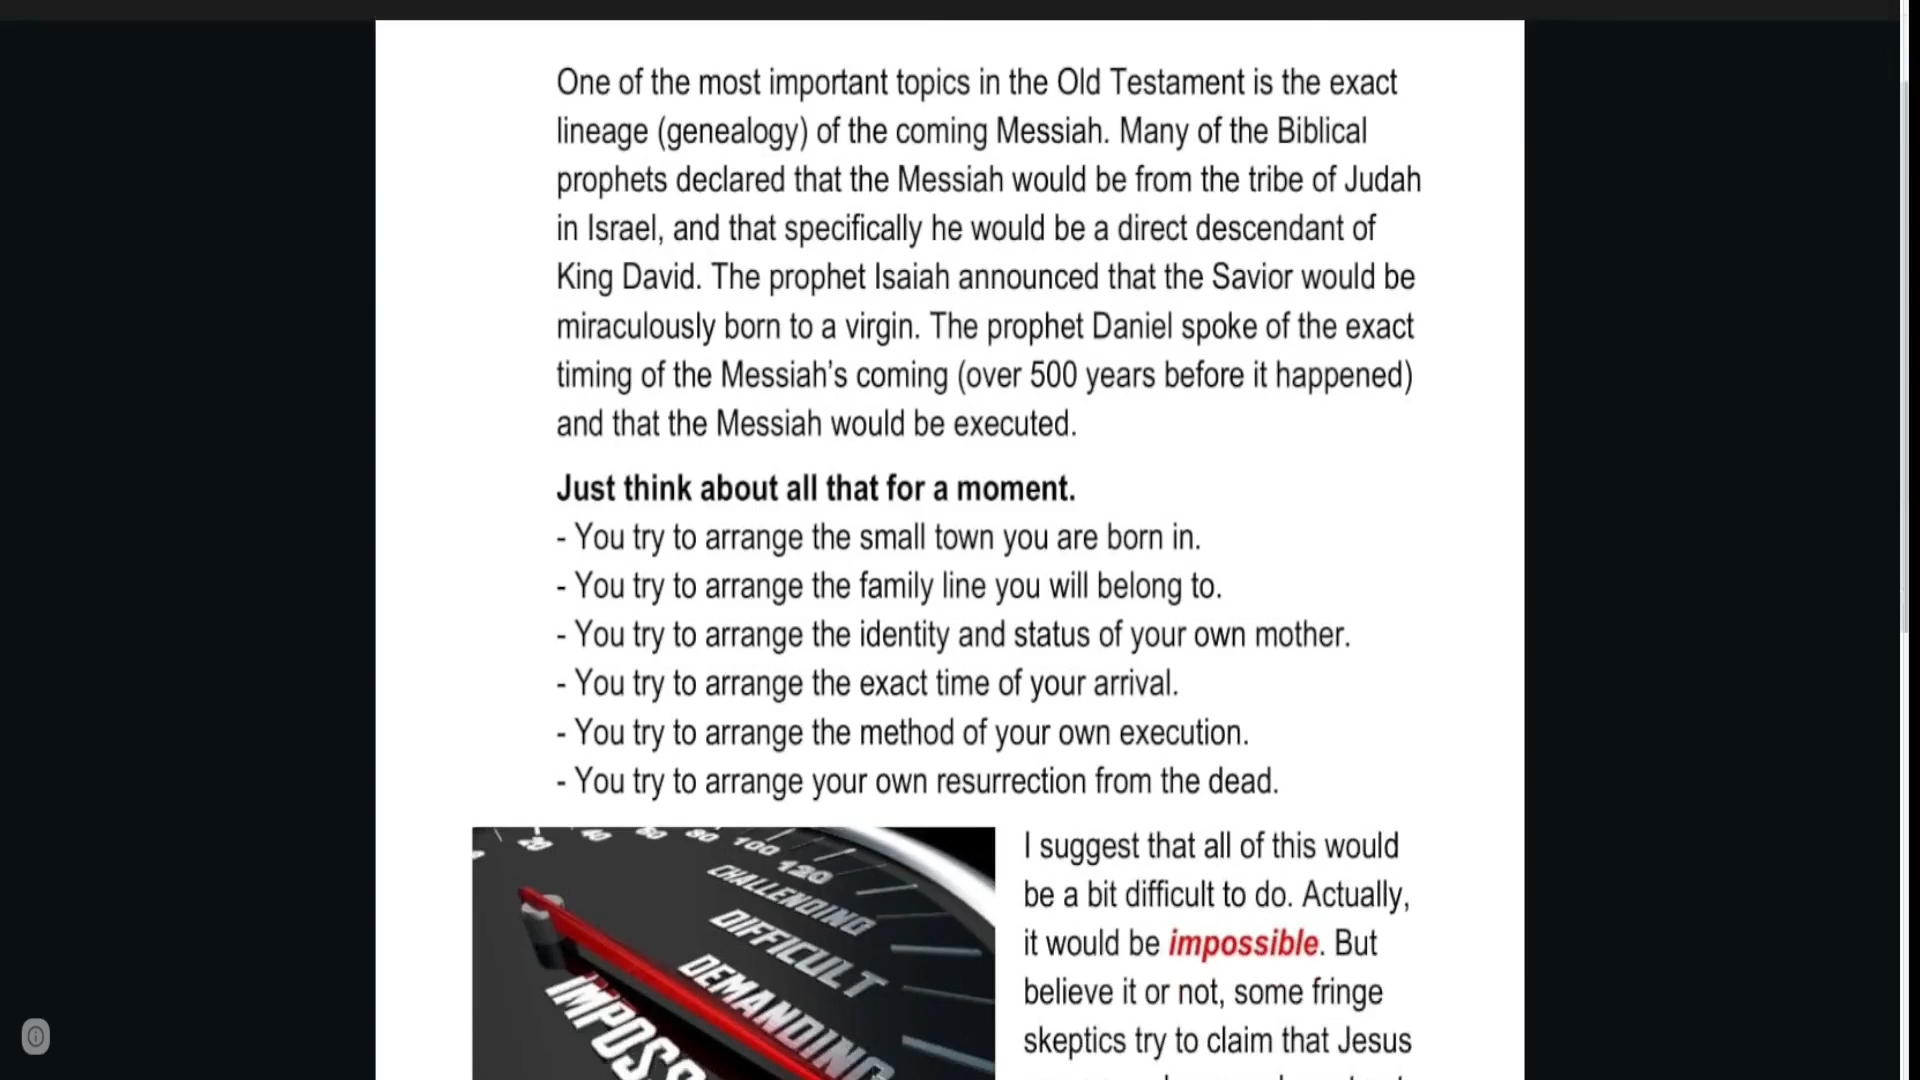 One of the most important topics in the Old Testament is the exact
lineage (genealogy) of the coming Messiah. Many of the Biblical
prophets declared that the Messiah would be from the tribe of Judah
in Israel, and that specifically he would be a direct descendant of
King David. The prophet Isaiah announced that the Savior would be
miraculously born to a virgin. The prophet Daniel spoke of the exact
timing of the Messiah’s coming (over 500 years before it happened)
and that the Messiah would be executed.
Just think about all that for a moment.
- You try to arrange the small town you are born in.
- You try to arrange the family line you will belong to.
- You try to arrange the identity and status of your own mother.
- You try to arrange the exact time of your arrival.
- You try to arrange the method of your own execution.
- You try to arrange your own resurrection from the dead.
20 40 60 80 100 120
CHALLENGING
DIFFICULT
DEMANDING
IMPOSS
I suggest that all of this would
be a bit difficult to do. Actually,
it would be impossible. But
believe it or not, some fringe
skeptics try to claim that Jesus